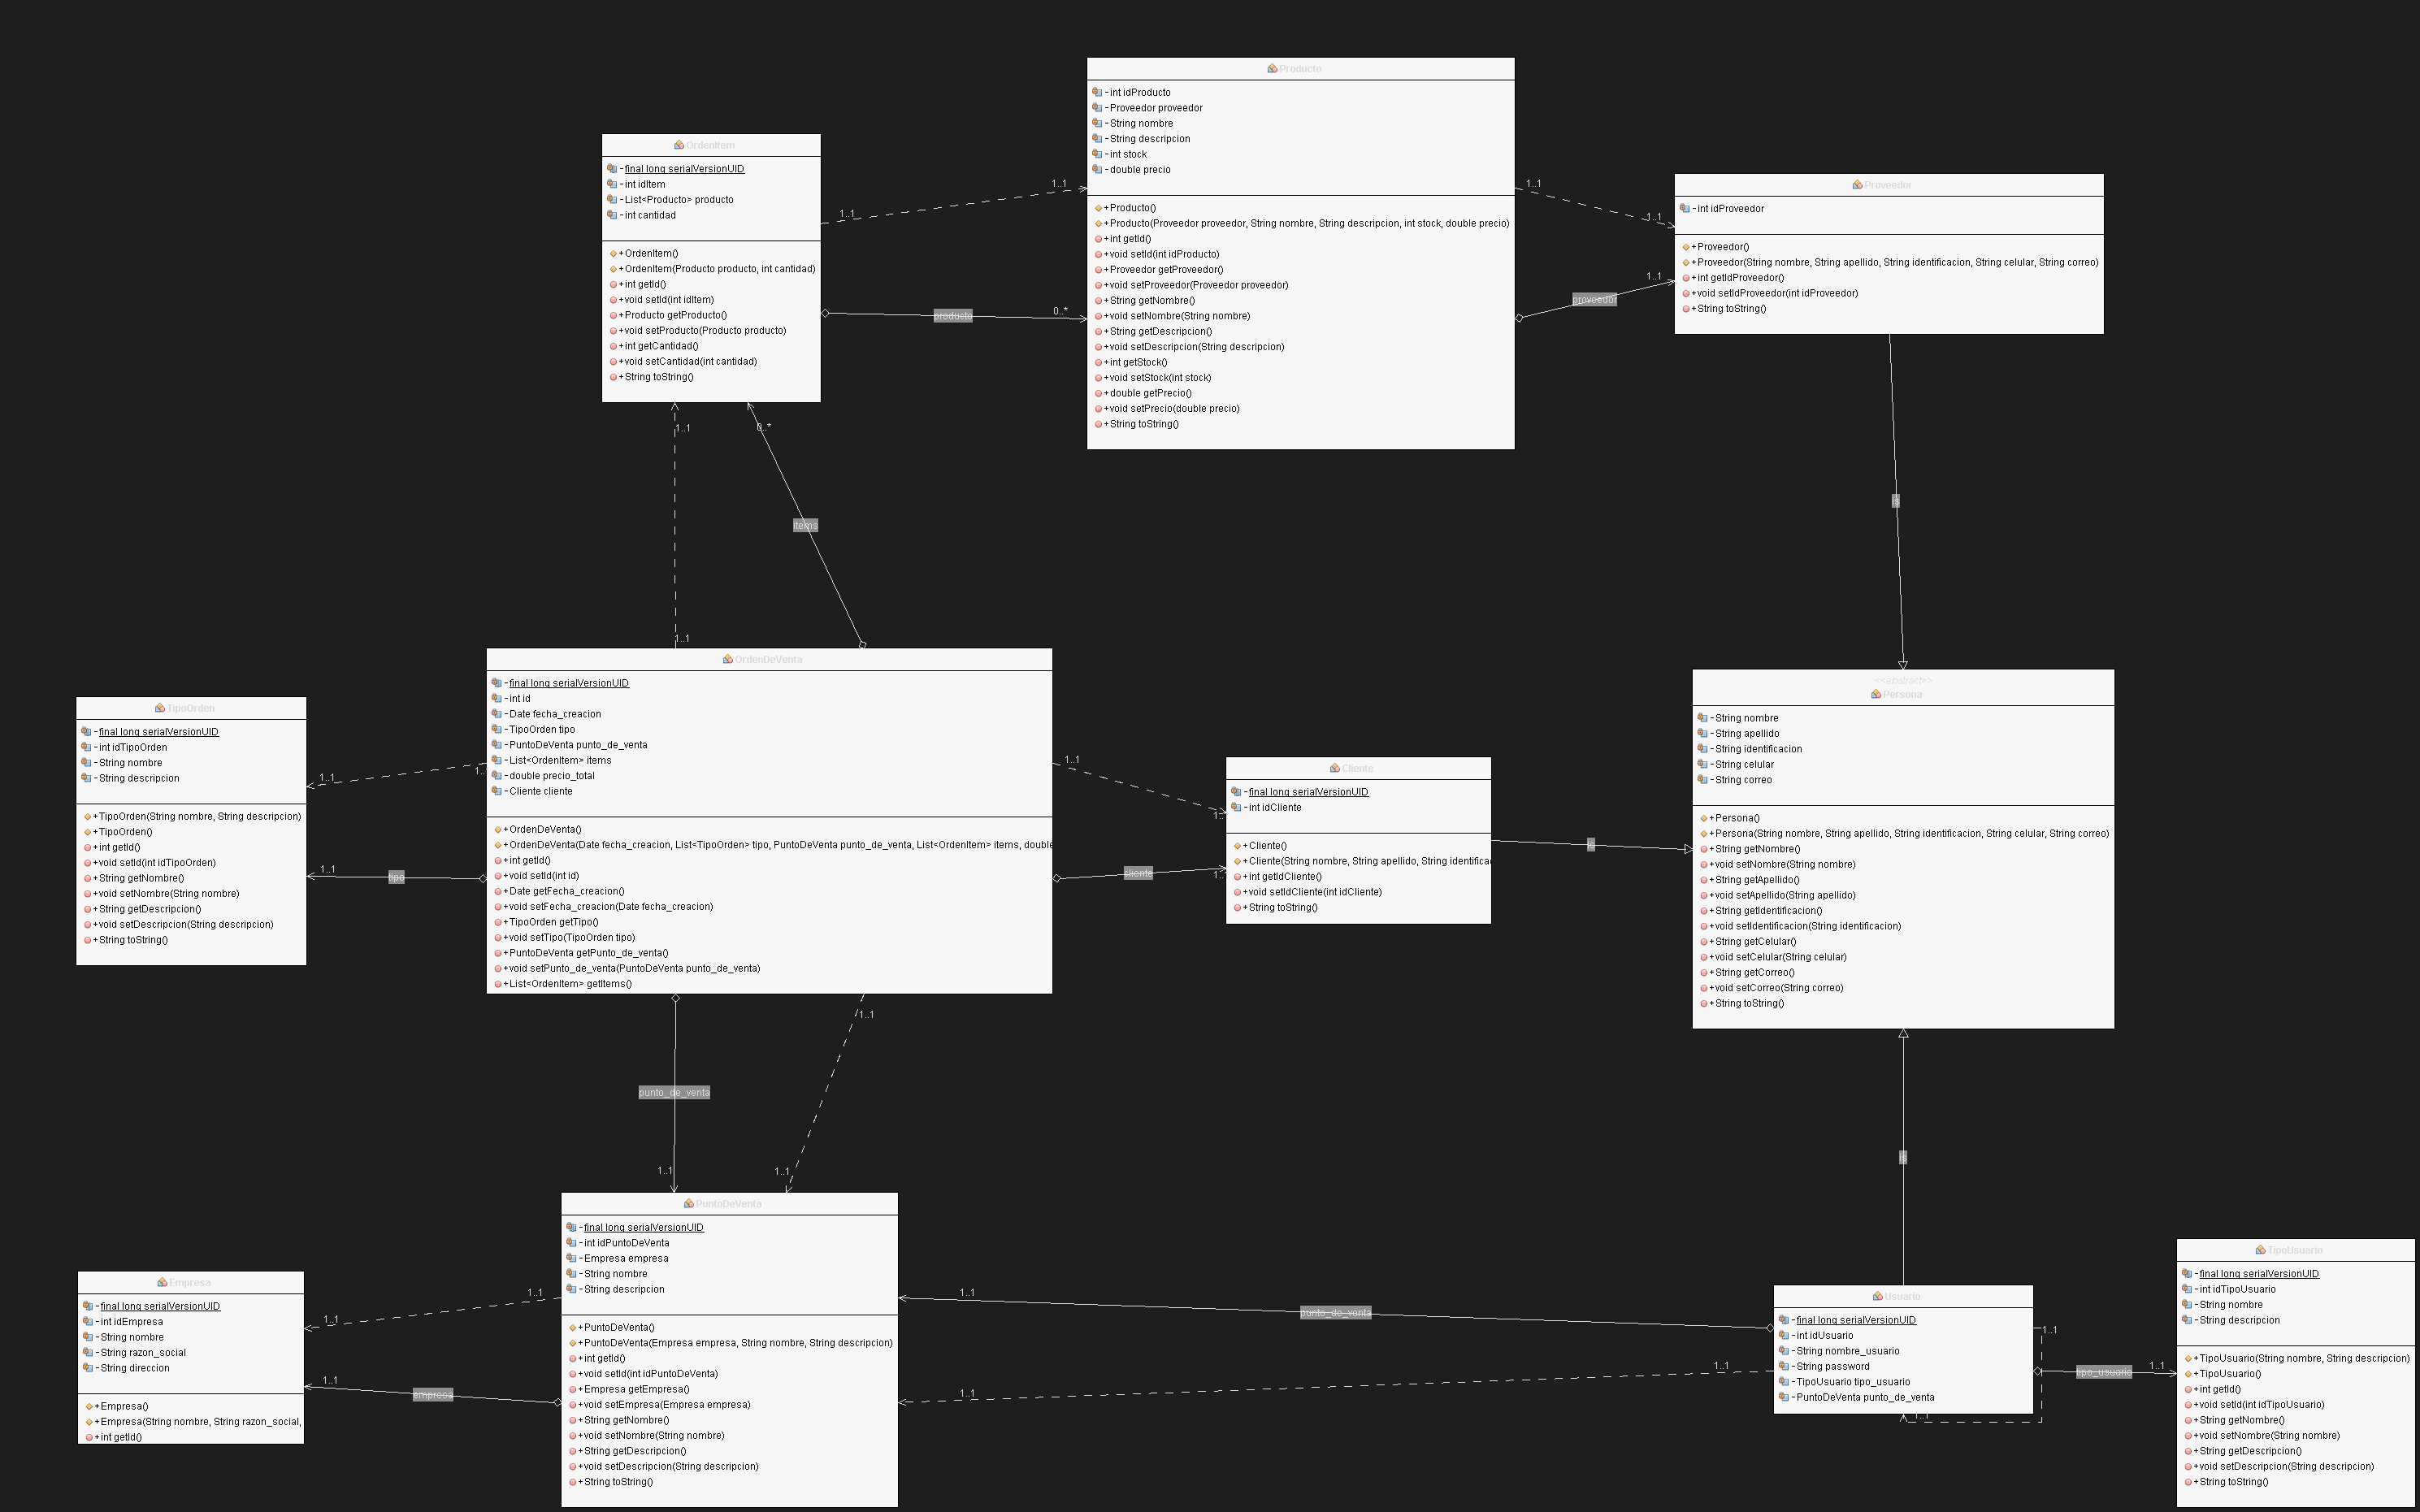 Producto
-int idProducto
-Proveedor proveedor
-String nombre
-String descripcion
-int stock
-double precio
+Producto()
+Producto(Proveedor proveedor, String nombre, String descripcion, int stock, double precio)
+int getId()
+void setId(int idProducto)
+Proveedor getProveedor()
+void setProveedor(Proveedor proveedor)
+String getNombre()
+void setNombre(String nombre)
+String getDescripcion()
+void setDescripcion(String descripcion)
+int getStock()
+void setStock(int stock)
+double getPrecio()
+void setPrecio(double precio)
+String toString()
OrdenItem
-final long serialVersionUID
-int idItem
-List<Producto> producto
-int cantidad
+OrdenItem()
+OrdenItem(Producto producto, int cantidad)
+int getId()
+void setId(int idItem)
+Producto getProducto()
+void setProducto(Producto producto)
+int getCantidad()
+void setCantidad(int cantidad)
+String toString()
1..1
1..1
producto
0..*
Proveedor
-int idProveedor
+Proveedor()
+Proveedor(String nombre, String apellido, String identificacion, String celular, String correo)
+int getIdProveedor()
+void setIdProveedor(int idProveedor)
+String toString()
1..1
1..1
proveedor
1..1
is
1..1
0..*
items
1..1
OrdenDeVenta
-final long serialVersionUID
-int id
-Date fecha_creacion
-TipoOrden tipo
-PuntoDeVenta punto_de_venta
-List<OrdenItem> items
-double precio_total
-Cliente cliente
+OrdenDeVenta()
+OrdenDeVenta(Date fecha_creacion, List<TipoOrden> tipo, PuntoDeVenta punto_de_venta, List<OrdenItem> items, double
+int getId()
+void setId(int id)
+Date getFecha_creacion()
+void setFecha_creacion(Date fecha_creacion)
+TipoOrden getTipo()
+void setTipo(TipoOrden tipo)
+PuntoDeVenta getPunto_de_venta()
+void setPunto_de_venta(PuntoDeVenta punto_de_venta)
+List<OrdenItem> getItems()
TipoOrden
-final long serialVersionUID
-int idTipoOrden
-String nombre
-String descripcion
+TipoOrden(String nombre, String descripcion)
+TipoOrden()
+int getId()
+void setId(int idTipoOrden)
+String getNombre()
+void setNombre(String nombre)
+String getDescripcion()
+void setDescripcion(String descripcion)
+String toString()
1..1
1..
1..1
tipo
Cliente
-final long serialVersionUID
-int idCliente
+Cliente()
+Cliente(String nombre, String apellido, String identificac
+int getIdCliente()
+void setIdCliente(int idCliente)
+String toString()
1..1
1..
cliente
1..
is
<<abstract>>
Persona
-String nombre
-String apellido
-String identificacion
-String celular
-String correo
+Persona()
+Persona(String nombre, String apellido, String identificacion, String celular, String correo)
+String getNombre()
+void setNombre(String nombre)
+String getApellido()
+void setApellido(String apellido)
+String getIdentificacion()
+void setIdentificacion(String identificacion)
+String getCelular()
+void setCelular(String celular)
+String getCorreo()
+void setCorreo(String correo)
+String toString()
1..1
punto_de_venta
1..1
1..1
is
PuntoDeVenta
-final long serialVersionUID
-int idPuntoDeVenta
-Empresa empresa
-String nombre
-String descripcion
+PuntoDeVenta()
+PuntoDeVenta(Empresa empresa, String nombre, String descripcion)
+int getId()
+void setId(int idPuntoDeVenta)
+Empresa getEmpresa()
+void setEmpresa(Empresa empresa)
+String getNombre()
+void setNombre(String nombre)
+String getDescripcion()
+void setDescripcion(String descripcion)
+String toString()
Empresa
-final long serialVersionUID
-int idEmpresa
-String nombre
-String razon_social
-String direccion
+Empresa()
+Empresa(String nombre, String razon_social,
+int getId()
1..1
1..1
1..1
empresa
1..1
punto_de_venta
1..1
1..1
Usuario
-final long serialVersionUID
-int idUsuario
-String nombre_usuario
-String password
-TipoUsuario tipo_usuario
-PuntoDeVenta punto_de_venta
1..1
tipo_usuario
1..1
TipoUsuario
-final long serialVersionUID
-int idTipoUsuario
-String nombre
-String descripcion
+TipoUsuario(String nombre, String descripcion)
+TipoUsuario()
+int getId()
+void setId(int idTipoUsuario)
+String getNombre()
+void setNombre(String nombre)
+String getDescripcion()
+void setDescripcion(String descripcion)
+String toString()